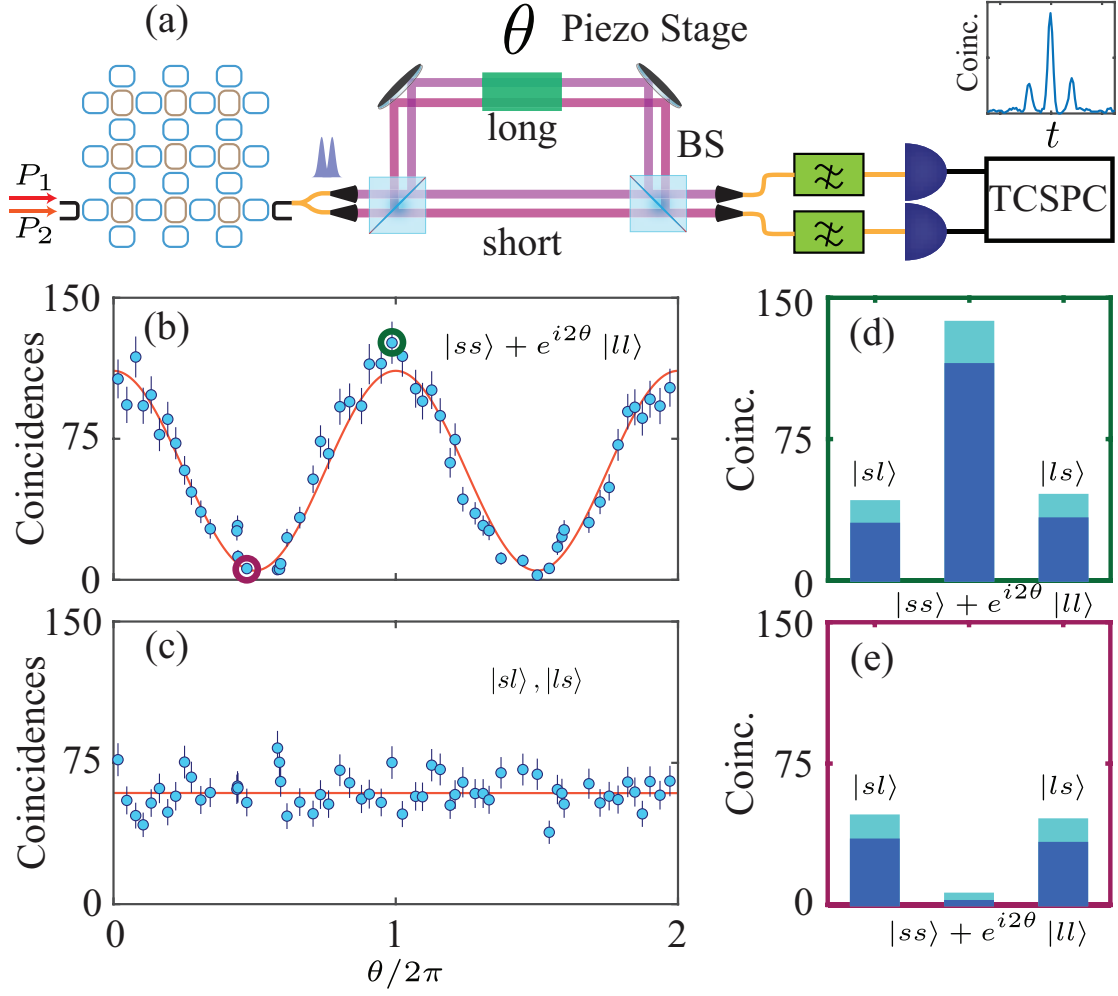 (a)
θ Piezo Stage
long
BS
short
P₁
P₂
TCSPC
Coinc.
t
(b)
|ss⟩ + e^{i2θ} |ll⟩
Coincidences
150
75
0
(c)
|sl⟩, |ls⟩
Coincidences
150
75
0
0 1 2
θ/2π
(d)
Coinc.
150
75
0
|sl⟩ |ls⟩
|ss⟩ + e^{i2θ} |ll⟩
(e)
Coinc.
150
75
0
|sl⟩ |ls⟩
|ss⟩ + e^{i2θ} |ll⟩